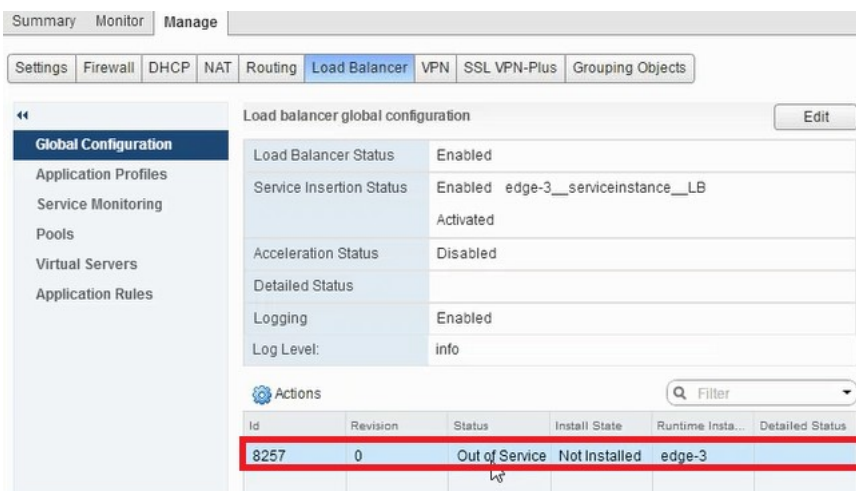 Summary Monitor Manage
Settings Firewall DHCP NAT Routing Load Balancer VPN SSL VPN-Plus Grouping Objects
Global Configuration
Application Profiles
Service Monitoring
Pools
Virtual Servers
Application Rules
Load balancer global configuration Edit
Load Balancer Status Enabled
Service Insertion Status Enabled edge-3__serviceinstance__LB
Activated
Acceleration Status Disabled
Detailed Status
Logging Enabled
Log Level: info
Actions Filter
Id Revision Status Install State Runtime Insta... Detailed Status
8257 0 Out of Service Not Installed edge-3